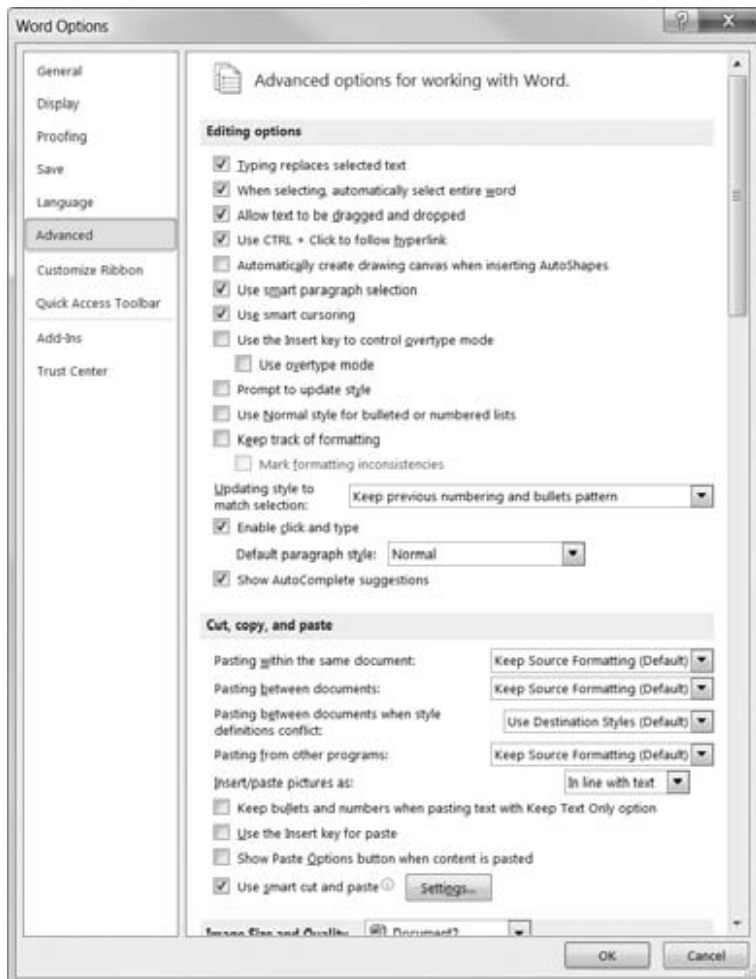 Word Options
General
Display
Proofing
Save
Language
Advanced
Customize Ribbon
Quick Access Toolbar
Add-Ins
Trust Center
Advanced options for working with Word.
Editing options
Typing replaces selected text
When selecting, automatically select entire word
Allow text to be dragged and dropped
Use CTRL + Click to follow hyperlink
Automatically create drawing canvas when inserting AutoShapes
Use smart paragraph selection
Use smart cursoring
Use the Insert key to control overtype mode
Use overtype mode
Prompt to update style
Use Normal style for bulleted or numbered lists
Keep track of formatting
Mark formatting inconsistencies
Updating style to
match selection: Keep previous numbering and bullets pattern
Enable click and type
Default paragraph style: Normal
Show AutoComplete suggestions
Cut, copy, and paste
Pasting within the same document: Keep Source Formatting (Default)
Pasting between documents: Keep Source Formatting (Default)
Pasting between documents when style
definitions conflict: Use Destination Styles (Default)
Pasting from other programs: Keep Source Formatting (Default)
Insert/paste pictures as: In line with text
Keep bullets and numbers when pasting text with Keep Text Only option
Use the Insert key for paste
Show Paste Options button when content is pasted
Use smart cut and paste Settings...
Image Size and Quality Document2
OK Cancel